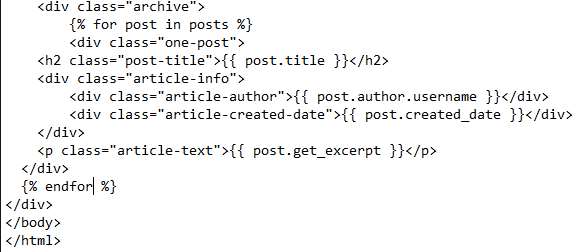 <div class="archive">
{% for post in posts %}
<div class="one-post">
<h2 class="post-title">{{ post.title }}</h2>
<div class="article-info">
<div class="article-author">{{ post.author.username }}</div>
<div class="article-created-date">{{ post.created_date }}</div>
</div>
<p class="article-text">{{ post.get_excerpt }}</p>
</div>
{% endfor %}
</div>
</body>
</html>